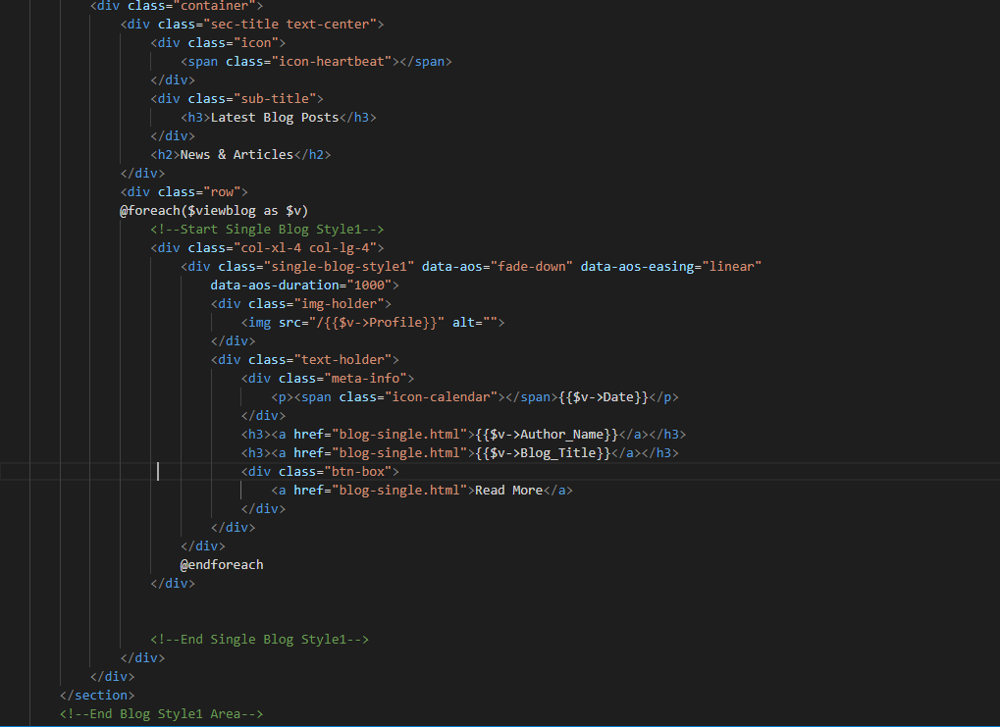 <div class="container">
<div class="sec-title text-center">
<div class="icon">
<span class="icon-heartbeat"></span>
</div>
<div class="sub-title">
<h3>Latest Blog Posts</h3>
</div>
<h2>News & Articles</h2>
</div>
<div class="row">
@foreach($viewblog as $v)
<!--Start Single Blog Style1-->
<div class="col-xl-4 col-lg-4">
<div class="single-blog-style1" data-aos="fade-down" data-aos-easing="linear"
data-aos-duration="1000">
<div class="img-holder">
<img src="/{{$v->Profile}}" alt="">
</div>
<div class="text-holder">
<div class="meta-info">
<p><span class="icon-calendar"></span>{{$v->Date}}</p>
</div>
<h3><a href="blog-single.html">{{$v->Author_Name}}</a></h3>
<h3><a href="blog-single.html">{{$v->Blog_Title}}</a></h3>
<div class="btn-box">
<a href="blog-single.html">Read More</a>
</div>
</div>
</div>
@endforeach
</div>
<!--End Single Blog Style1-->
</div>
</div>
</section>
<!--End Blog Style1 Area-->